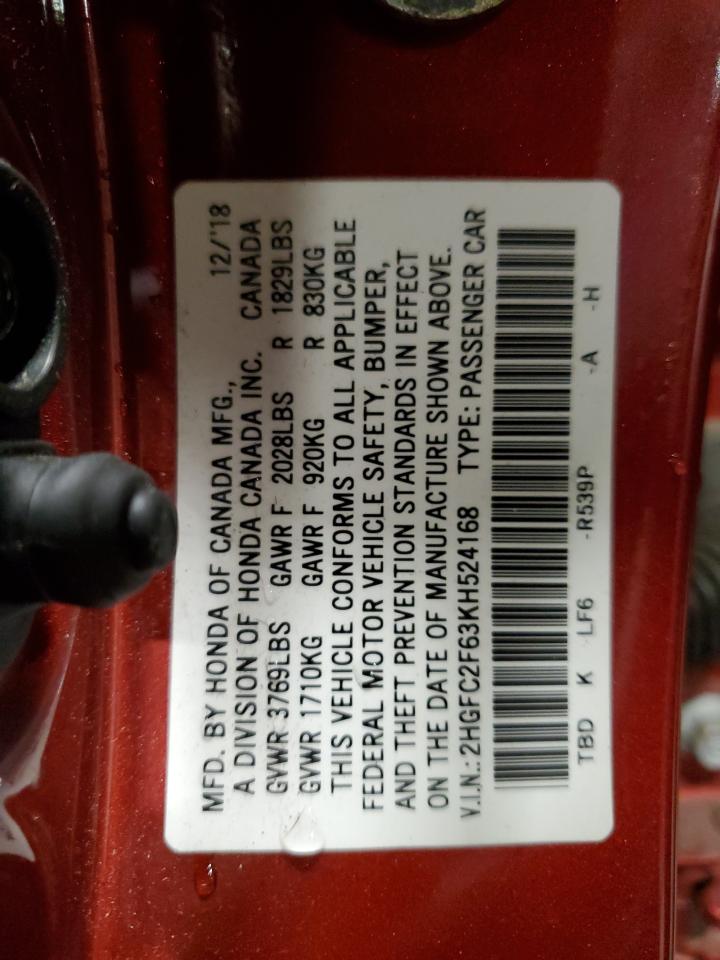 MFD. BY HONDA OF CANADA MFG., 12/'18
A DIVISION OF HONDA CANADA INC. CANADA
GVWR 3769LBS GAWR F 2028LBS R 1829LBS
GVWR 1710KG GAWR F 920KG R 830KG
THIS VEHICLE CONFORMS TO ALL APPLICABLE
FEDERAL MOTOR VEHICLE SAFETY, BUMPER,
AND THEFT PREVENTION STANDARDS IN EFFECT
ON THE DATE OF MANUFACTURE SHOWN ABOVE.
V.I.N.: 2HGFC2F63KH524168 TYPE: PASSENGER CAR
TBD K LF6 -R539P -A -H